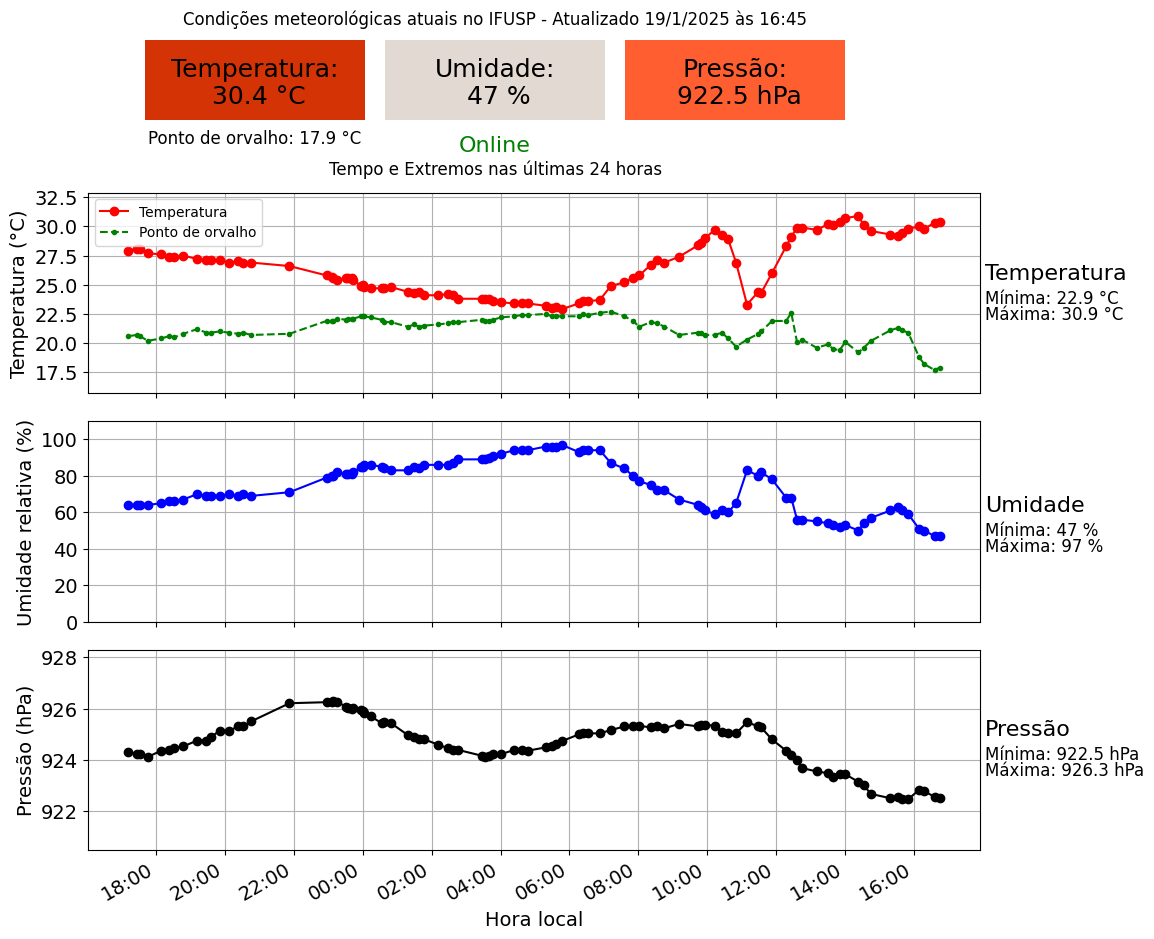 Condições meteorológicas atuais no IFUSP - Atualizado 19/1/2025 às 16:45
Temperatura:
30.4 °C
Umidade:
47 %
Pressão:
922.5 hPa
Ponto de orvalho: 17.9 °C
Online
Tempo e Extremos nas últimas 24 horas
Temperatura (°C)
32.5
30.0
27.5
25.0
22.5
20.0
17.5
Temperatura
Ponto de orvalho
Temperatura
Mínima: 22.9 °C
Máxima: 30.9 °C
Umidade relativa (%)
100
80
60
40
20
0
Umidade
Mínima: 47 %
Máxima: 97 %
Pressão (hPa)
928
926
924
922
Pressão
Mínima: 922.5 hPa
Máxima: 926.3 hPa
18:00
20:00
22:00
00:00
02:00
04:00
06:00
08:00
10:00
12:00
14:00
16:00
Hora local